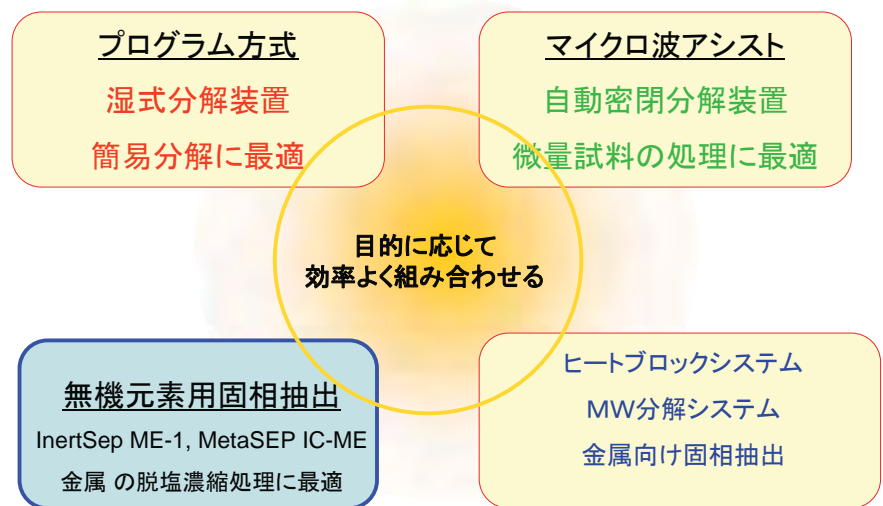 プログラム方式
湿式分解装置
簡易分解に最適
マイクロ波アシスト
自動密閉分解装置
微量試料の処理に最適
目的に応じて
効率よく組み合わせる
無機元素用固相抽出
InertSep ME-1, MetaSEP IC-ME
金属 の脱塩濃縮処理に最適
ヒートブロックシステム
MW分解システム
金属向け固相抽出